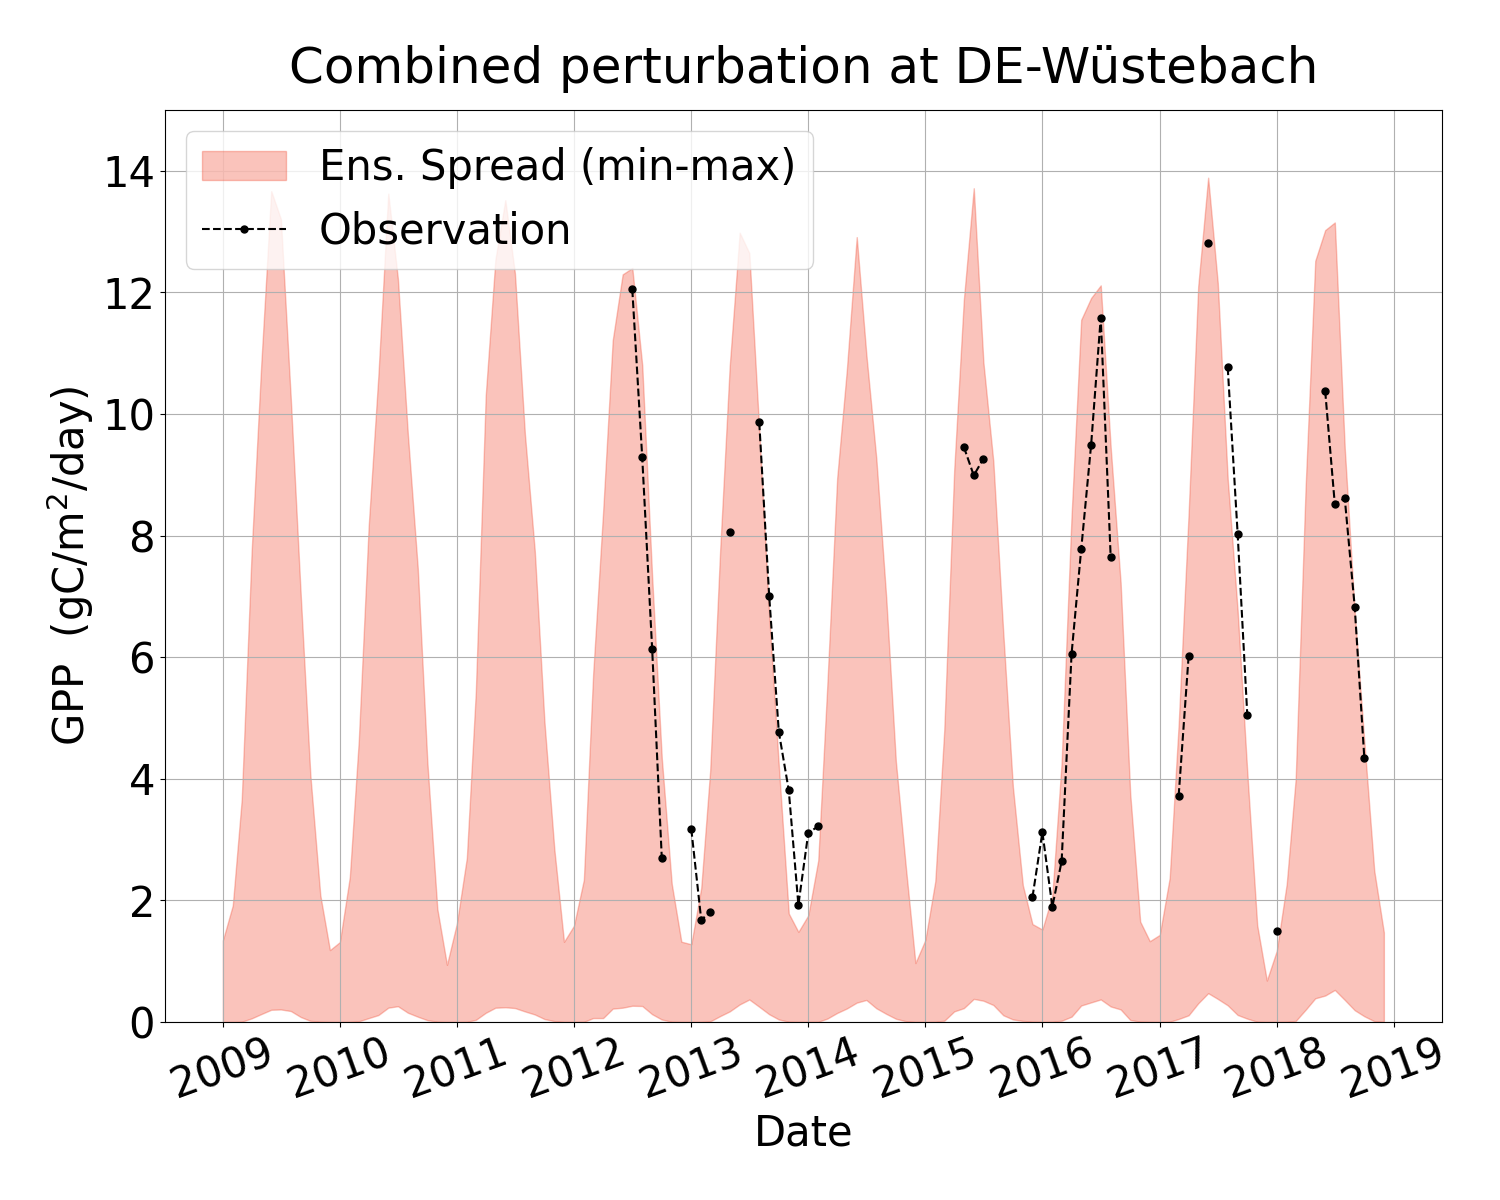 Combined perturbation at DE-Wüstebach
Ens. Spread (min-max)
Observation
GPP (gC/m²/day)
14
12
10
8
6
4
2
0
2009 2010 2011 2012 2013 2014 2015 2016 2017 2018 2019
Date